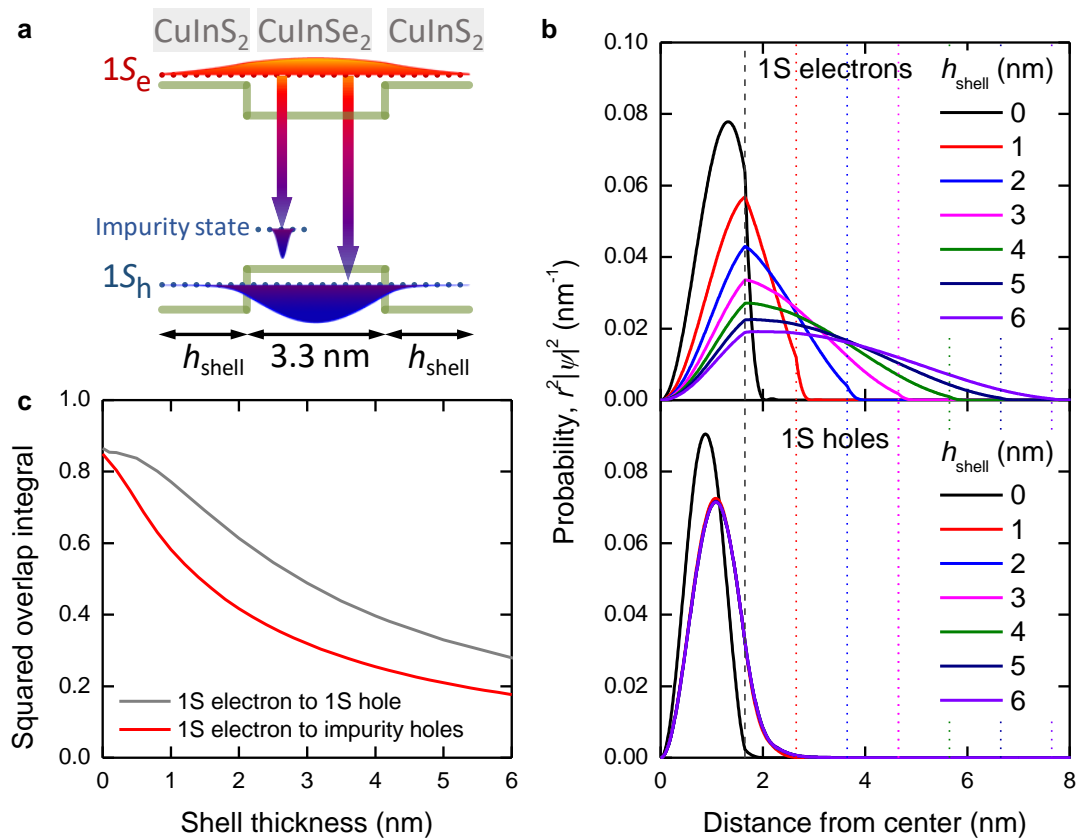 a
CuInS2 CuInSe2 CuInS2
1Se
Impurity state
1Sh
hshell 3.3 nm hshell
b
0.10
0.08
0.06
0.04
0.02
0.00
1S electrons
hshell (nm)
0
1
2
3
4
5
6
Probability, r²|ψ|² (nm⁻¹)
0.08
0.06
0.04
0.02
0.00
1S holes
hshell (nm)
0
1
2
3
4
5
6
0 2 4 6 8
Distance from center (nm)
c
1.0
0.8
0.6
0.4
0.2
0.0
Squared overlap integral
1S electron to 1S hole
1S electron to impurity holes
0 1 2 3 4 5 6
Shell thickness (nm)